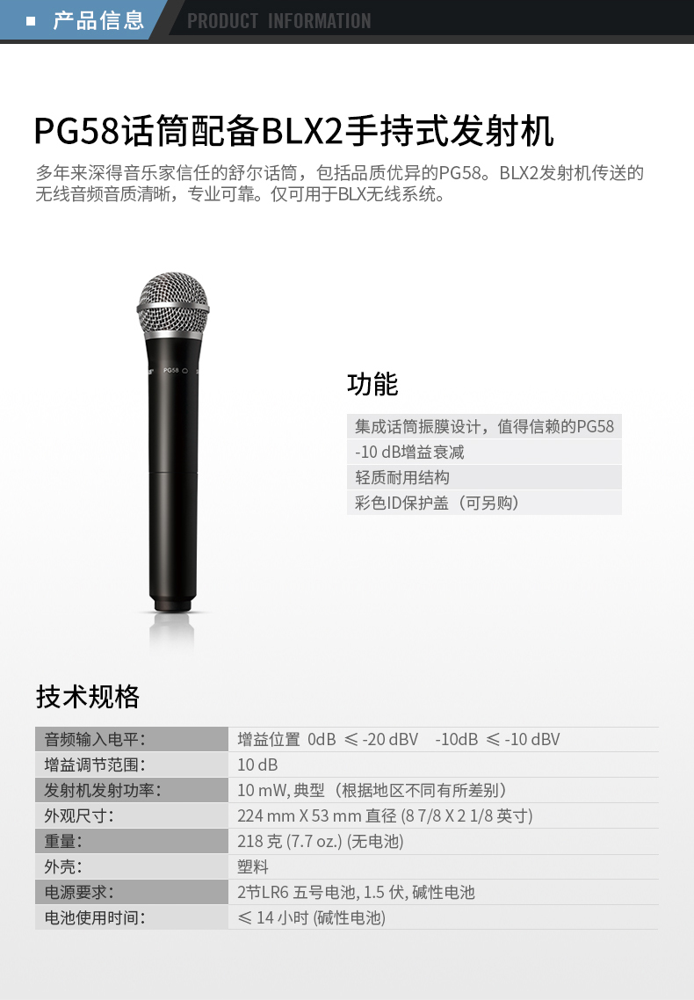 产品信息 PRODUCT INFORMATION
PG58话筒配备BLX2手持式发射机
多年来深得音乐家信任的舒尔话筒，包括品质优异的PG58。BLX2发射机传送的
无线音频音质清晰，专业可靠。仅可用于BLX无线系统。
PG58
功能
集成话筒振膜设计，值得信赖的PG58
-10 dB增益衰减
轻质耐用结构
彩色ID保护盖（可另购）
技术规格
音频输入电平： 增益位置 0dB ≤ -20 dBV -10dB ≤ -10 dBV
增益调节范围： 10 dB
发射机发射功率： 10 mW, 典型（根据地区不同有所差别）
外观尺寸： 224 mm X 53 mm 直径 (8 7/8 X 2 1/8 英寸)
重量： 218 克 (7.7 oz.) (无电池)
外壳： 塑料
电源要求： 2节LR6 五号电池, 1.5 伏, 碱性电池
电池使用时间： ≤ 14 小时 (碱性电池)